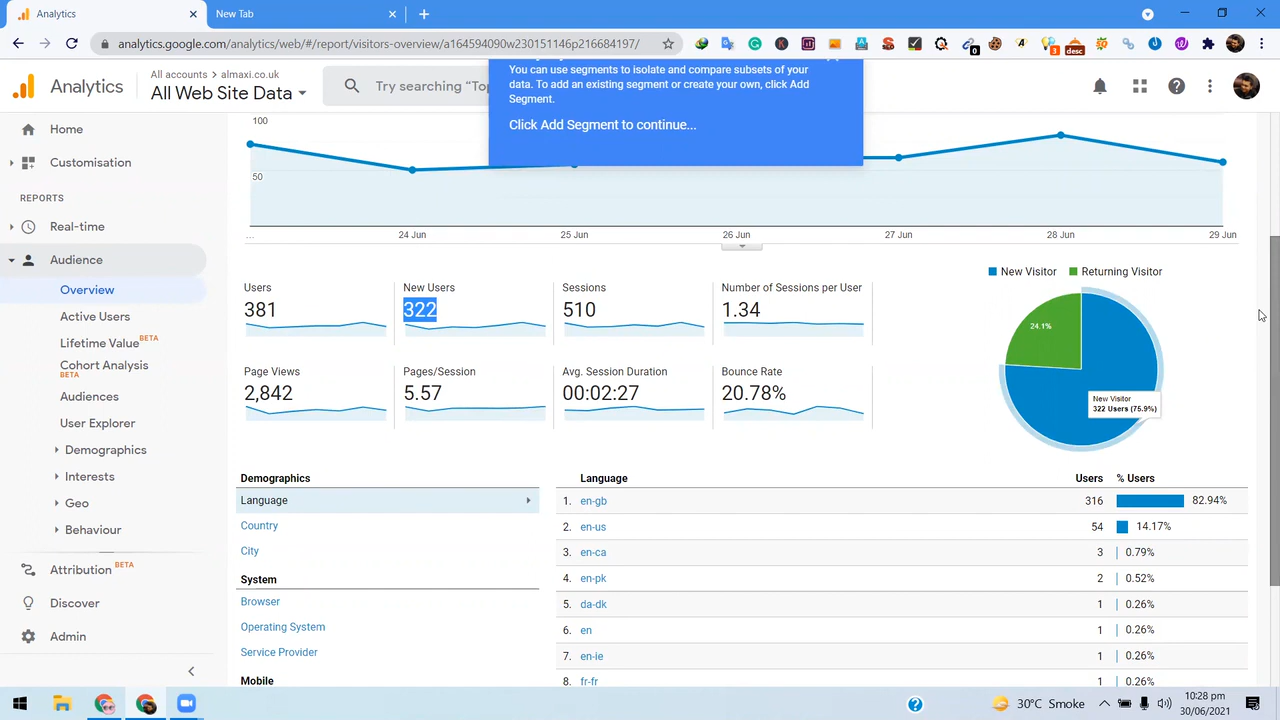 Analytics
New Tab
analytics.google.com/analytics/web/#/report/visitors-overview/a164591090w230151146p216684197/
Analytics
All accounts > almaxi.co.uk
All Web Site Data
Try searching "Top
You can use segments to isolate and compare subsets of your
data. To add an existing segment or create your own, click Add
Segment.
Click Add Segment to continue...
Home
Customisation
REPORTS
Real-time
Audience
Overview
Active Users
Lifetime Value BETA
Cohort Analysis
BETA
Audiences
User Explorer
Demographics
Interests
Geo
Behaviour
Attribution BETA
Discover
Admin
100
50
...
24 Jun
25 Jun
26 Jun
27 Jun
28 Jun
29 Jun
New Visitor
Returning Visitor
Users
381
New Users
322
Sessions
510
Number of Sessions per User
1.34
Page Views
2,842
Pages/Session
5.57
Avg. Session Duration
00:02:27
Bounce Rate
20.78%
24.1%
New Visitor
322 Users (75.9%)
Demographics
Language
Country
City
System
Browser
Operating System
Service Provider
Mobile
Language Users % Users
1. en-gb 316 82.94%
2. en-us 54 14.17%
3. en-ca 3 0.79%
4. en-pk 2 0.52%
5. da-dk 1 0.26%
6. en 1 0.26%
7. en-ie 1 0.26%
8. fr-fr 1 0.26%
30°C Smoke
10:28 pm
30/06/2021